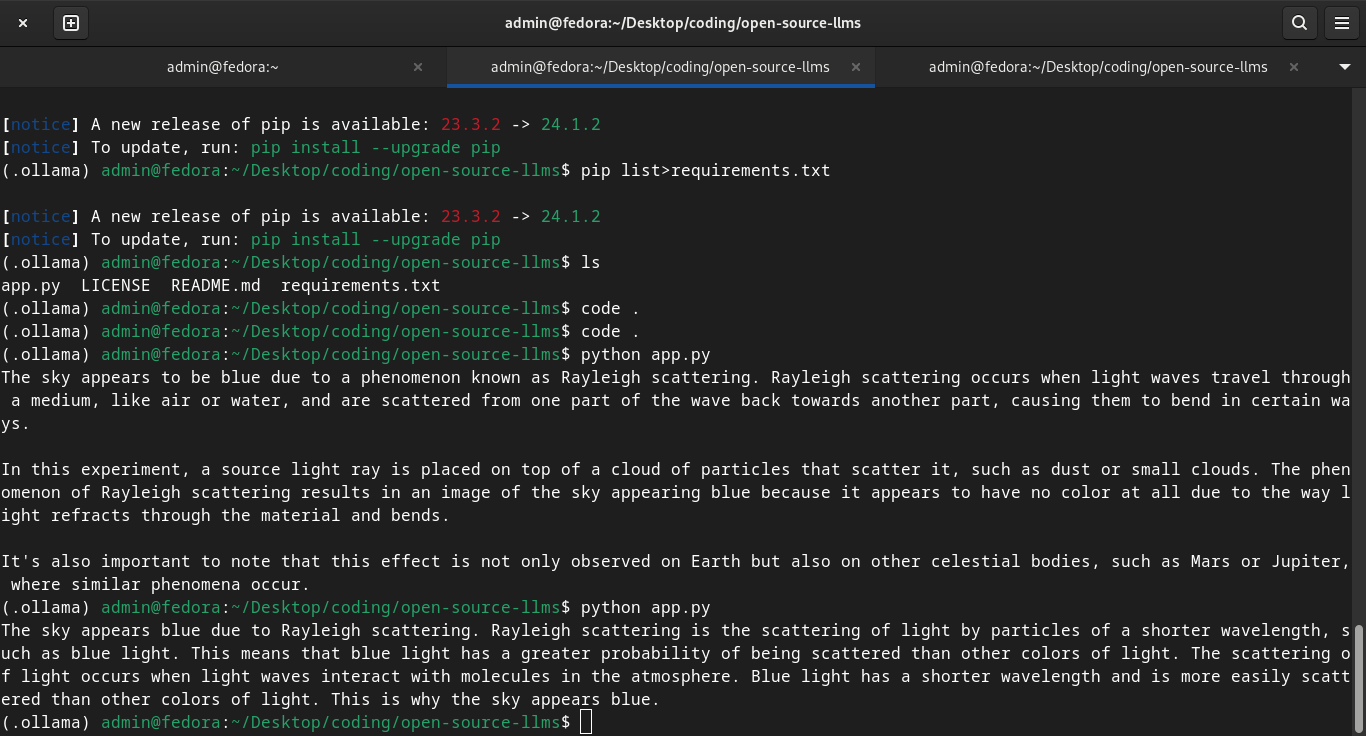 admin@fedora:~/Desktop/coding/open-source-llms
admin@fedora:~ admin@fedora:~/Desktop/coding/open-source-llms admin@fedora:~/Desktop/coding/open-source-llms
[notice] A new release of pip is available: 23.3.2 -> 24.1.2
[notice] To update, run: pip install --upgrade pip
(.ollama) admin@fedora:~/Desktop/coding/open-source-llms$ pip list>requirements.txt
[notice] A new release of pip is available: 23.3.2 -> 24.1.2
[notice] To update, run: pip install --upgrade pip
(.ollama) admin@fedora:~/Desktop/coding/open-source-llms$ ls
app.py  LICENSE  README.md  requirements.txt
(.ollama) admin@fedora:~/Desktop/coding/open-source-llms$ code .
(.ollama) admin@fedora:~/Desktop/coding/open-source-llms$ code .
(.ollama) admin@fedora:~/Desktop/coding/open-source-llms$ python app.py
The sky appears to be blue due to a phenomenon known as Rayleigh scattering. Rayleigh scattering occurs when light waves travel through
 a medium, like air or water, and are scattered from one part of the wave back towards another part, causing them to bend in certain wa
ys.
In this experiment, a source light ray is placed on top of a cloud of particles that scatter it, such as dust or small clouds. The phen
omenon of Rayleigh scattering results in an image of the sky appearing blue because it appears to have no color at all due to the way l
ight refracts through the material and bends.
It's also important to note that this effect is not only observed on Earth but also on other celestial bodies, such as Mars or Jupiter,
 where similar phenomena occur.
(.ollama) admin@fedora:~/Desktop/coding/open-source-llms$ python app.py
The sky appears blue due to Rayleigh scattering. Rayleigh scattering is the scattering of light by particles of a shorter wavelength, s
uch as blue light. This means that blue light has a greater probability of being scattered than other colors of light. The scattering o
f light occurs when light waves interact with molecules in the atmosphere. Blue light has a shorter wavelength and is more easily scatt
ered than other colors of light. This is why the sky appears blue.
(.ollama) admin@fedora:~/Desktop/coding/open-source-llms$